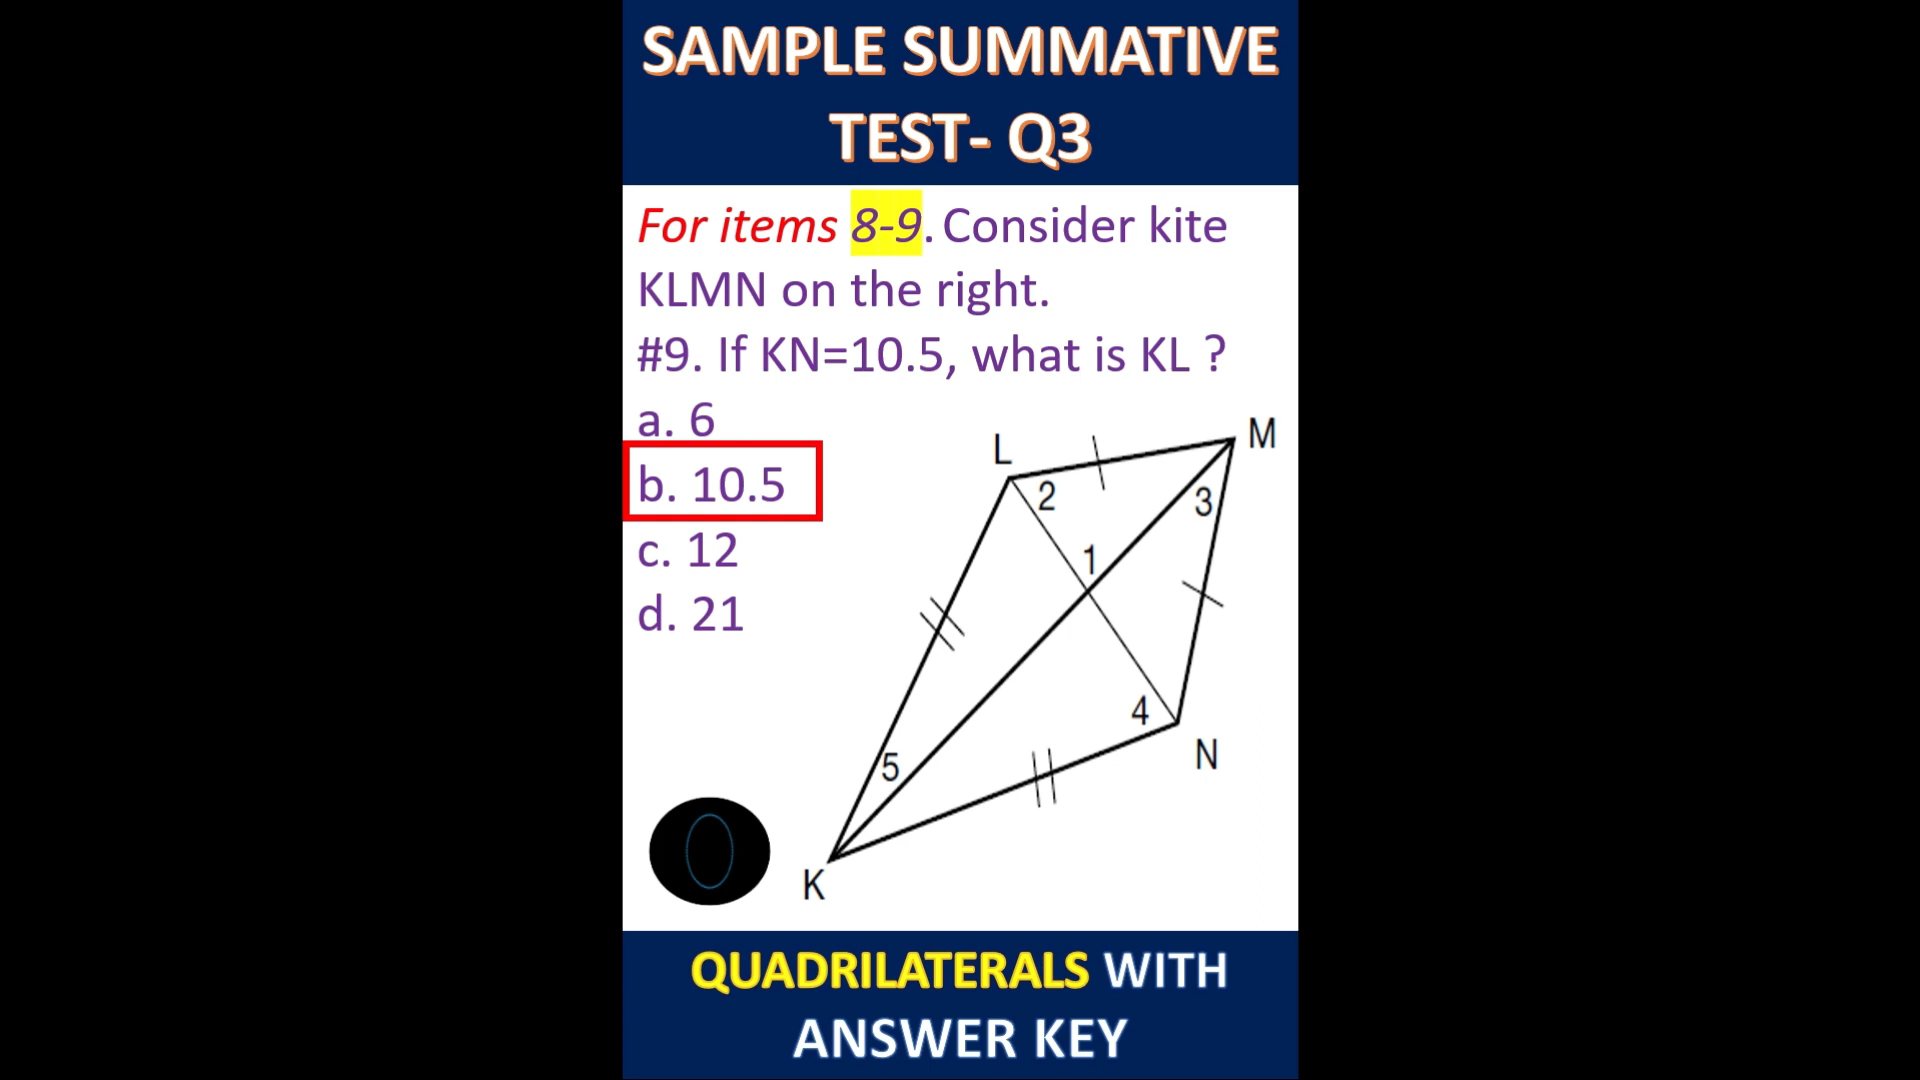 SAMPLE SUMMATIVE
TEST- Q3
For items 8-9. Consider kite
KLMN on the right.
#9. If KN=10.5, what is KL ?
a. 6
b. 10.5
c. 12
d. 21
L
M
2
3
1
4
N
5
K
0
QUADRILATERALS WITH
ANSWER KEY